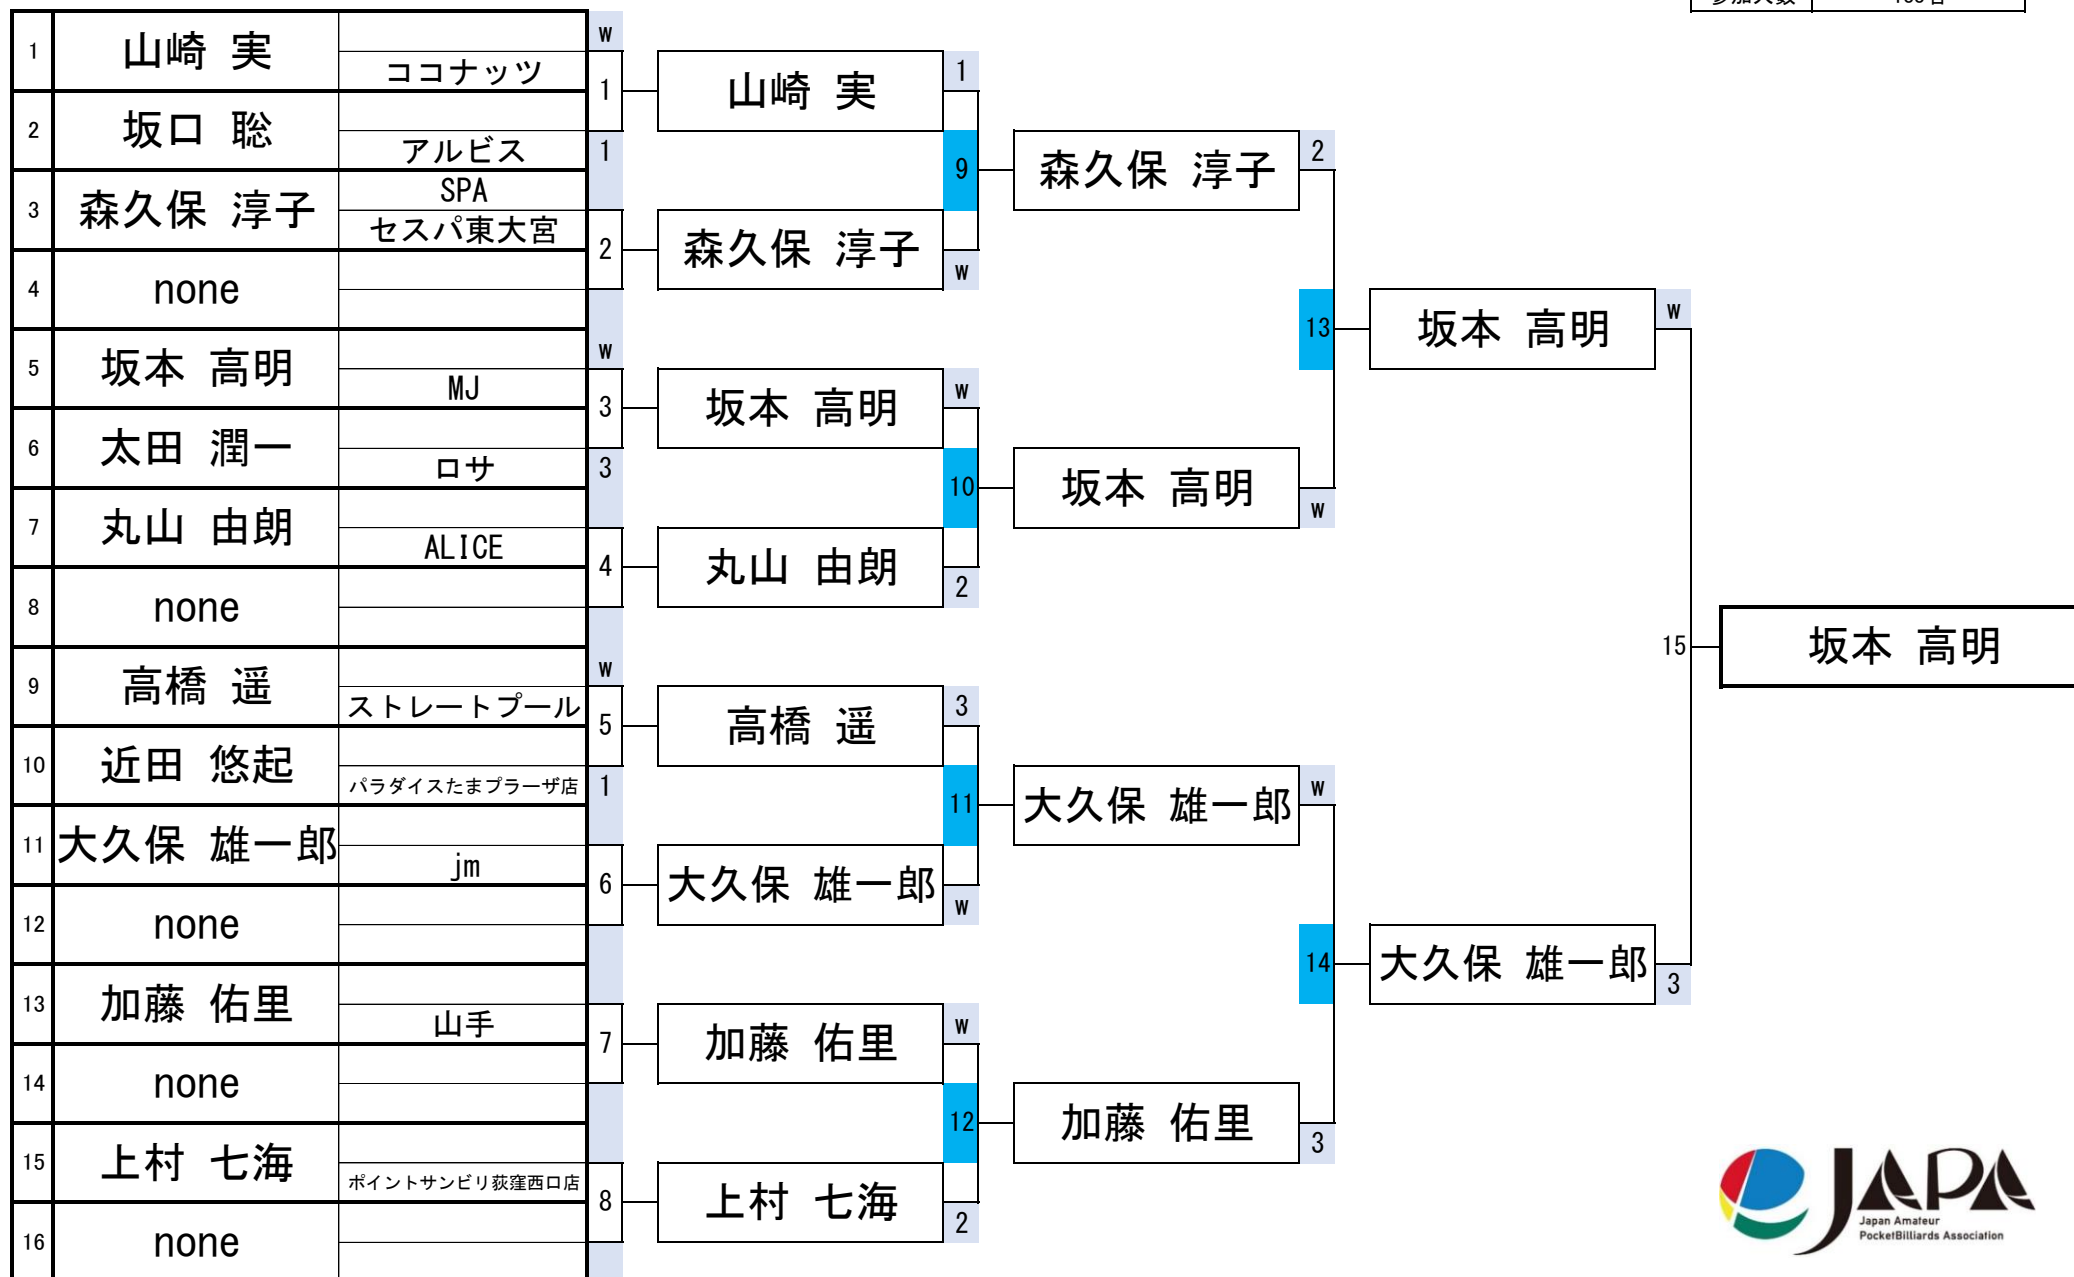 1 山崎 実 ココナッツ
2 坂口 聡 アルビス
3 森久保 淳子 SPA セスパ東大宮
4 none
5 坂本 高明 MJ
6 太田 潤一 ロサ
7 丸山 由朗 ALICE
8 none
9 高橋 遥 ストレートプール
10 近田 悠起 パラダイスたまプラーザ店
11 大久保 雄一郎 jm
12 none
13 加藤 佑里 山手
14 none
15 上村 七海 ポイントサンビリ荻窪西口店
16 none
W
1
1
2
W
3
3
4
W
5
1
6
7
8
山崎 実 1
9
森久保 淳子 W
坂本 高明 W
10
丸山 由朗 2
高橋 遥 3
11
大久保 雄一郎 W
加藤 佑里 W
12
上村 七海 2
森久保 淳子 2
13
坂本 高明 W
大久保 雄一郎 W
14
加藤 佑里 3
坂本 高明 W
15
大久保 雄一郎 3
坂本 高明
JAPA
Japan Amateur
PocketBilliards Association